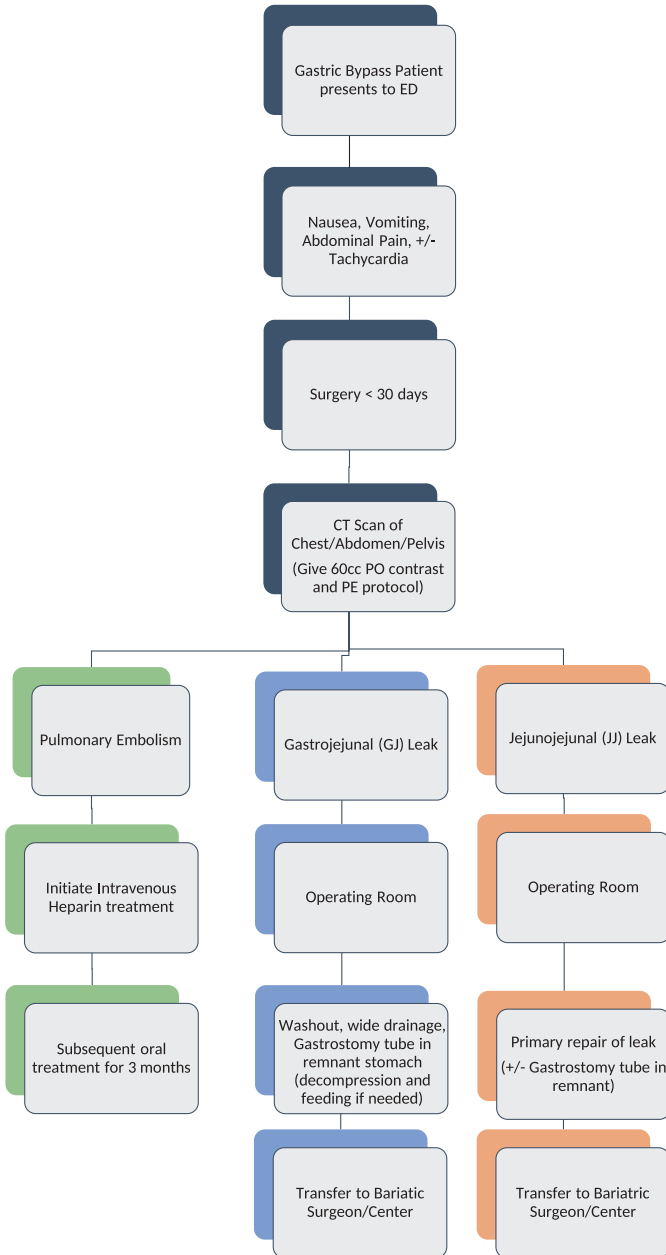 Gastric Bypass Patient
presents to ED
Nausea, Vomiting,
Abdominal Pain, +/-
Tachycardia
Surgery < 30 days
CT Scan of
Chest/Abdomen/Pelvis
(Give 60cc PO contrast
and PE protocol)
Pulmonary Embolism
Initiate Intravenous
Heparin treatment
Subsequent oral
treatment for 3 months
Gastrojejunal (GJ) Leak
Operating Room
Washout, wide drainage,
Gastrostomy tube in
remnant stomach
(decompression and
feeding if needed)
Transfer to Bariatic
Surgeon/Center
Jejunojejunal (JJ) Leak
Operating Room
Primary repair of leak
(+/- Gastrostomy tube in
remnant)
Transfer to Bariatric
Surgeon/Center